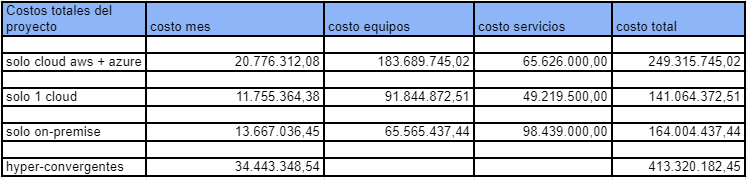 Costos totales del
proyecto costo mes costo equipos costo servicios costo total
solo cloud aws + azure 20.776.312,08 183.689.745,02 65.626.000,00 249.315.745,02
solo 1 cloud 11.755.364,38 91.844.872,51 49.219.500,00 141.064.372,51
solo on-premise 13.667.036,45 65.565.437,44 98.439.000,00 164.004.437,44
hyper-convergentes 34.443.348,54 413.320.182,45